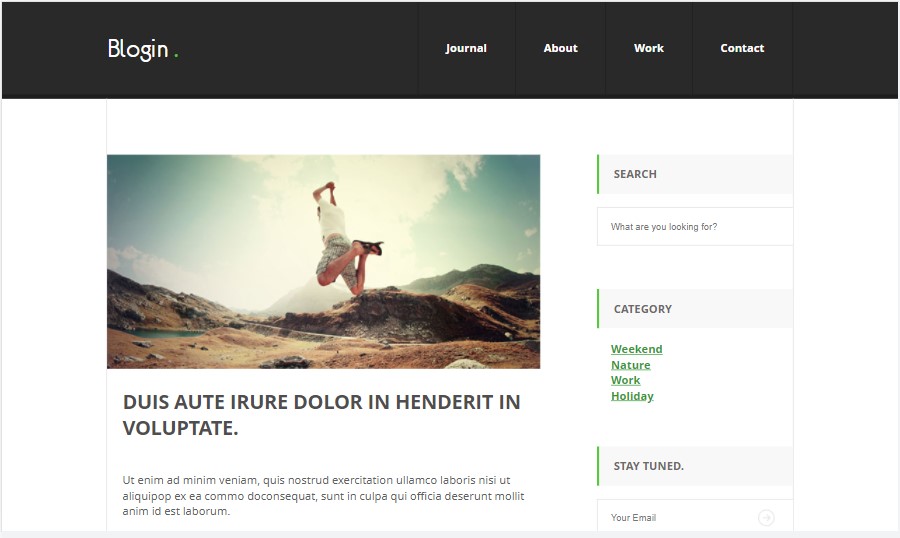 Blogin .
Journal
About
Work
Contact
DUIS AUTE IRURE DOLOR IN HENDERIT IN
VOLUPTATE.
Ut enim ad minim veniam, quis nostrud exercitation ullamco laboris nisi ut
aliquipop ex ea commo doconsequat, sunt in culpa qui officia deserunt mollit
anim id est laborum.
SEARCH
What are you looking for?
CATEGORY
Weekend
Nature
Work
Holiday
STAY TUNED.
Your Email